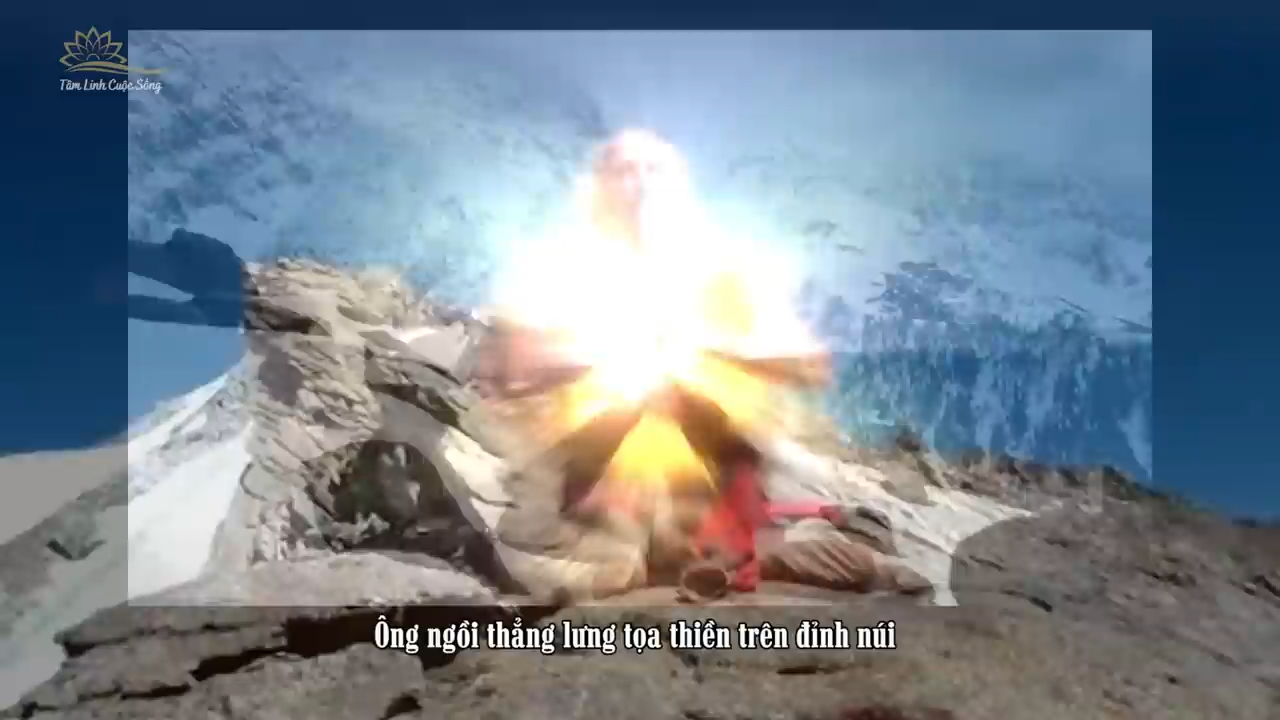 Tâm Linh Cuộc Sống
Ông ngồi thẳng lưng tọa thiền trên đỉnh núi